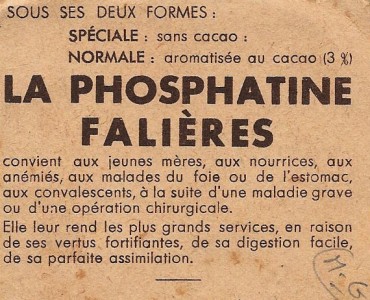 SOUS SES DEUX FORMES :
SPÉCIALE : sans cacao :
NORMALE : aromatisée au cacao (3 %)
LA PHOSPHATINE
FALIÈRES
convient aux jeunes mères, aux nourrices, aux
anémiés, aux malades du foie ou de l'estomac,
aux convalescents, à la suite d'une maladie grave
ou d'une opération chirurgicale.
Elle leur rend les plus grands services, en raison
de ses vertus fortifiantes, de sa digestion facile,
de sa parfaite assimilation.
M-G